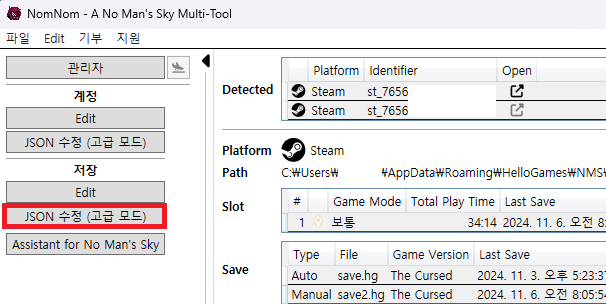 NomNom - A No Man's Sky Multi-Tool
파일 Edit 기부 지원
관리자
계정
Edit
JSON 수정 (고급 모드)
저장
Edit
JSON 수정 (고급 모드)
Assistant for No Man's Sky
Detected
Platform Identifier Open
Steam st_7656
Steam st_7656
Platform Steam
Path C:₩Users₩ ₩AppData₩Roaming₩HelloGames₩NMS₩
Slot
# Game Mode Total Play Time Last Save
1 보통 34:14 2024. 11. 6. 오전 8:
Save
Type File Game Version Last Save
Auto save.hg The Cursed 2024. 11. 3. 오후 5:23:37
Manual save2.hg The Cursed 2024. 11. 6. 오전 8:05:54